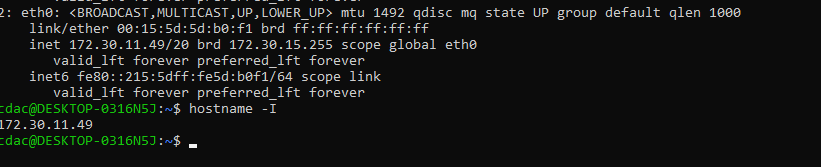 2: eth0: <BROADCAST,MULTICAST,UP,LOWER_UP> mtu 1492 qdisc mq state UP group default qlen 1000
link/ether 00:15:5d:5d:b0:f1 brd ff:ff:ff:ff:ff:ff
inet 172.30.11.49/20 brd 172.30.15.255 scope global eth0
valid_lft forever preferred_lft forever
inet6 fe80::215:5dff:fe5d:b0f1/64 scope link
valid_lft forever preferred_lft forever
cdac@DESKTOP-0316N5J:~$ hostname -I
172.30.11.49
cdac@DESKTOP-0316N5J:~$